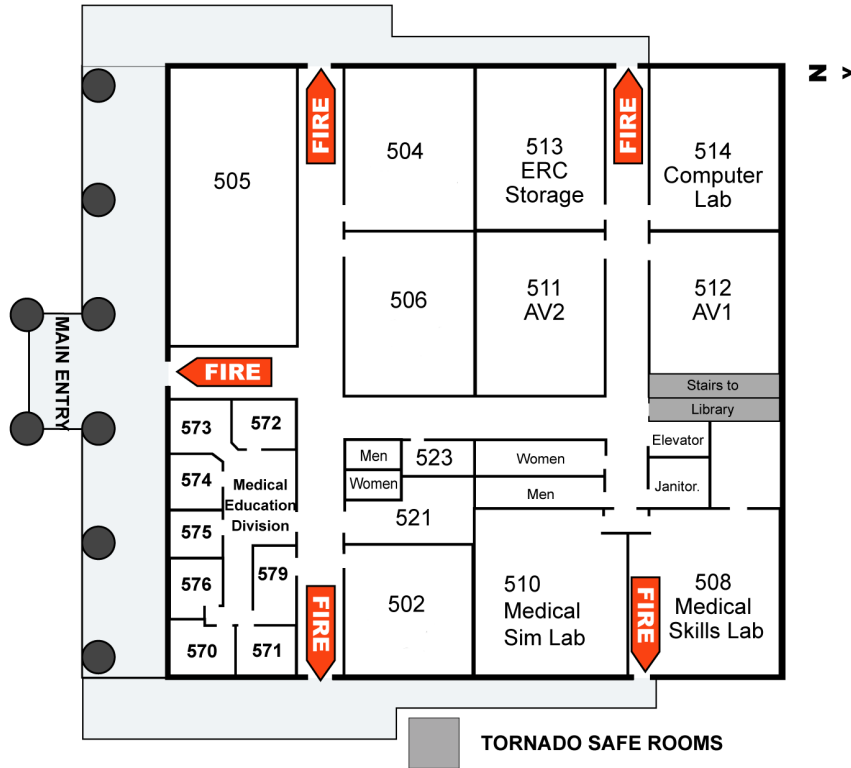 FIRE
FIRE
N
505
504
513
ERC
Storage
514
Computer
Lab
506
511
AV2
512
AV1
MAIN ENTRY
FIRE
Stairs to
Library
573
572
Men
523
Women
Elevator
574
Medical
Education
Division
Women
Men
Janitor.
575
521
576
579
502
510
Medical
Sim Lab
508
Medical
Skills Lab
FIRE
FIRE
570
571
TORNADO SAFE ROOMS